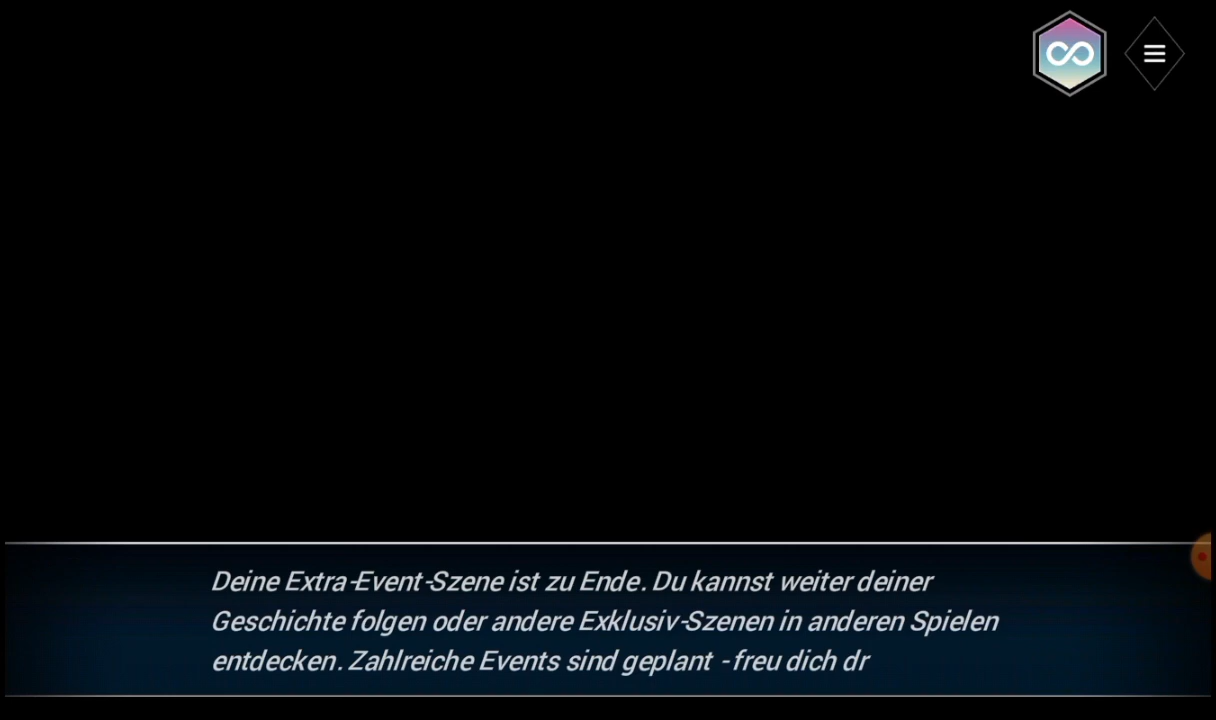 Deine Extra-Event-Szene ist zu Ende. Du kannst weiter deiner
Geschichte folgen oder andere Exklusiv-Szenen in anderen Spielen
entdecken. Zahlreiche Events sind geplant - freu dich dr